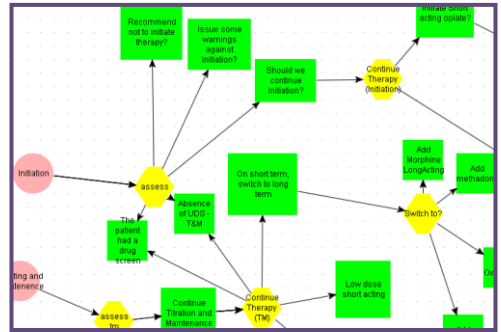 Recommend
not to initiate
therapy?
Issue some
warnings
against
initiation?
Initiate Short
acting opiate?
Should we
continue
Initiation?
Continue
Therapy
(Initiation)
Initiation
assess
Absence
of UDS -
T&M
The
patient
had a
drug
screen
On short term,
switch to long
term
Add
Morphine
LongActing
Add
methadon
Switch to?
ting and
tenence
assess
tm
Continue
Titration and
Maintenance
Continue
Therapy
(TM)
Low dose
short acting
Ox